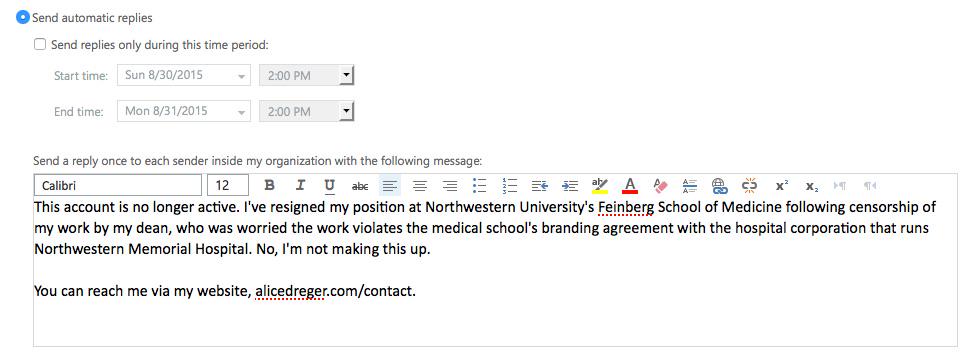 Send automatic replies
Send replies only during this time period:
Start time: Sun 8/30/2015 2:00 PM
End time: Mon 8/31/2015 2:00 PM
Send a reply once to each sender inside my organization with the following message:
Calibri 12 B I U abc ab A A A A x² x₂
This account is no longer active. I've resigned my position at Northwestern University's Feinberg School of Medicine following censorship of
my work by my dean, who was worried the work violates the medical school's branding agreement with the hospital corporation that runs
Northwestern Memorial Hospital. No, I'm not making this up.
You can reach me via my website, alicedreger.com/contact.